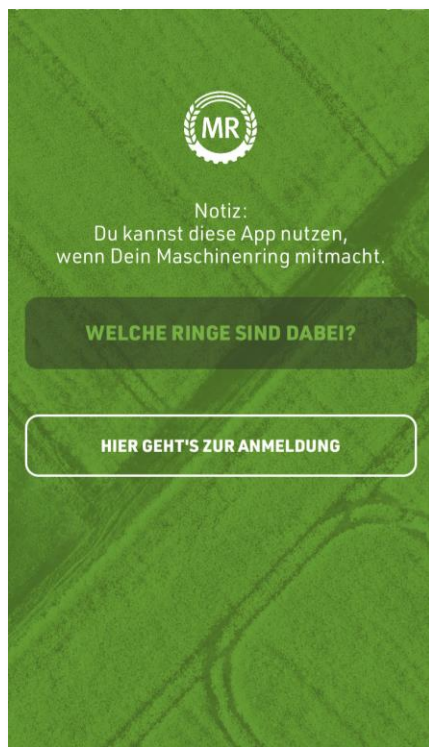 MR
Notiz:
Du kannst diese App nutzen,
wenn Dein Maschinenring mitmacht.
WELCHE RINGE SIND DABEI?
HIER GEHT'S ZUR ANMELDUNG